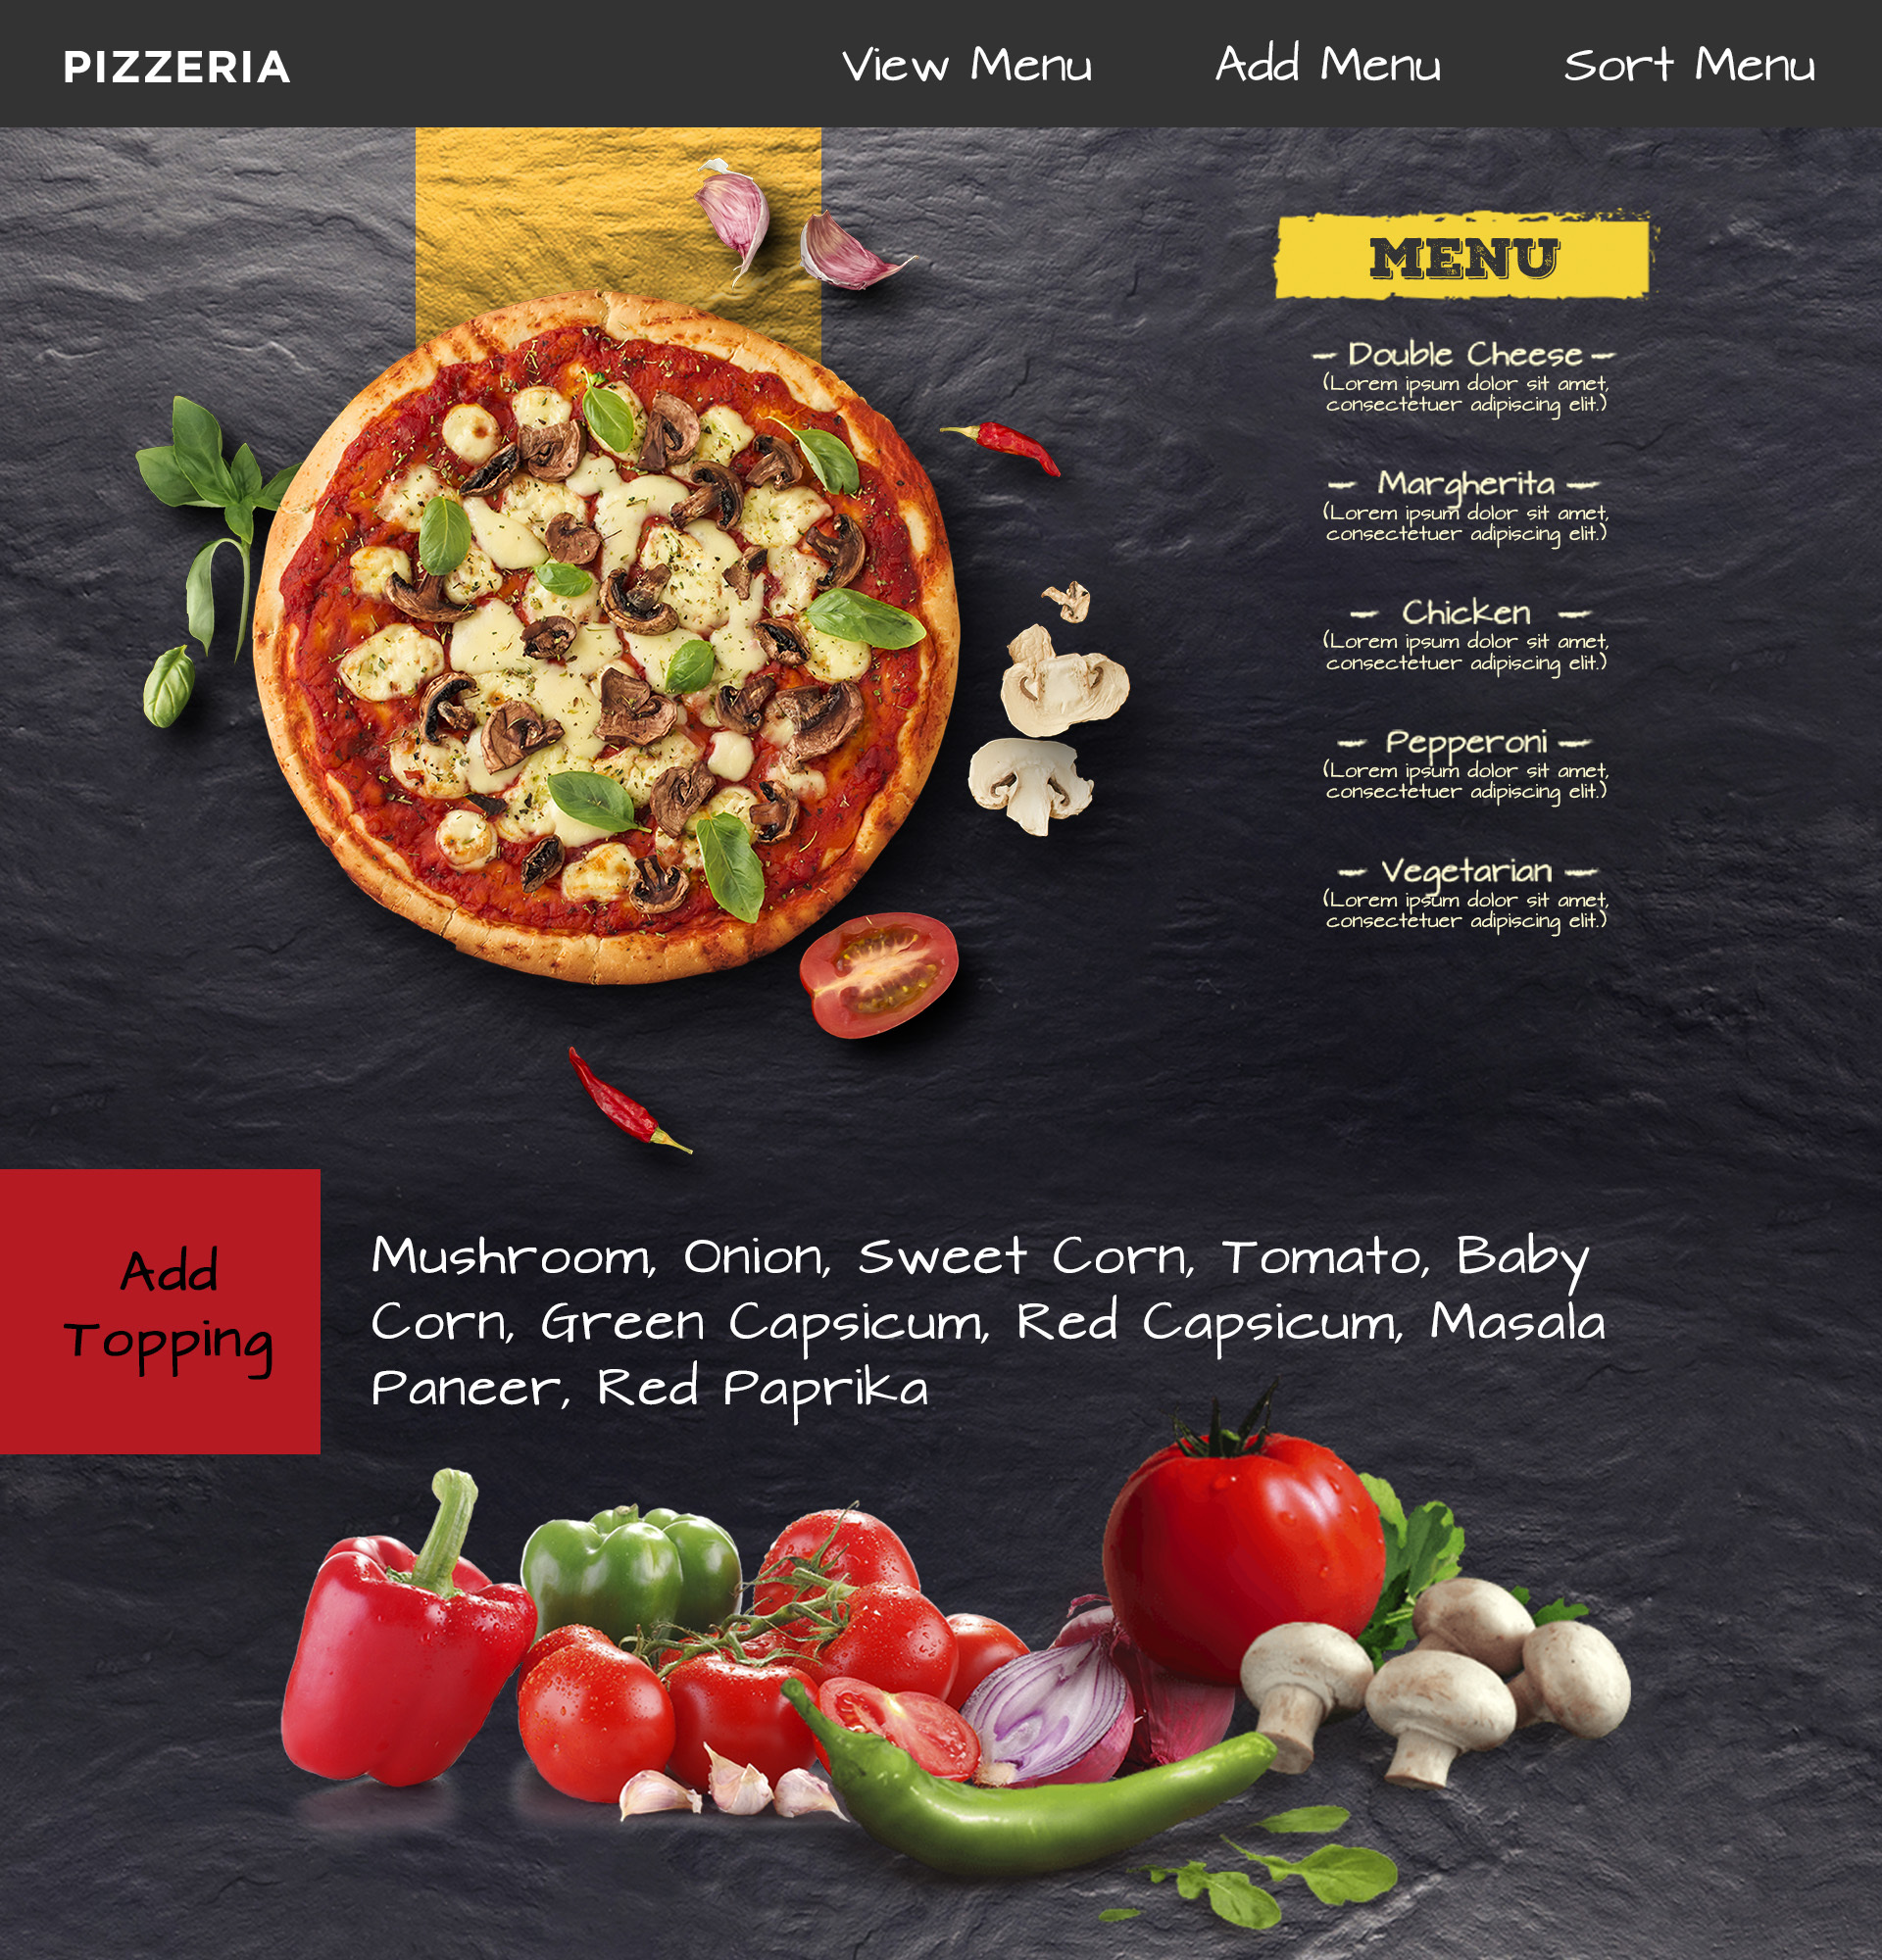 PIZZERIA
View Menu
Add Menu
Sort Menu
MENU
– Double Cheese –
(Lorem ipsum dolor sit amet,
consectetuer adipiscing elit.)
– Margherita –
(Lorem ipsum dolor sit amet,
consectetuer adipiscing elit.)
– Chicken –
(Lorem ipsum dolor sit amet,
consectetuer adipiscing elit.)
– Pepperoni –
(Lorem ipsum dolor sit amet,
consectetuer adipiscing elit.)
– Vegetarian –
(Lorem ipsum dolor sit amet,
consectetuer adipiscing elit.)
Add
Topping
Mushroom, Onion, Sweet Corn, Tomato, Baby
Corn, Green Capsicum, Red Capsicum, Masala
Paneer, Red Paprika